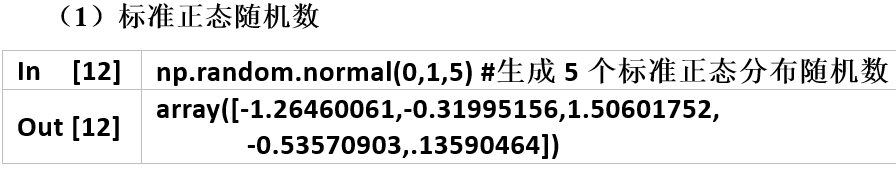 （1）标准正态随机数
In [12] np.random.normal(0,1,5) #生成 5 个标准正态分布随机数
Out [12] array([-1.26460061,-0.31995156,1.50601752,
-0.53570903,.13590464])